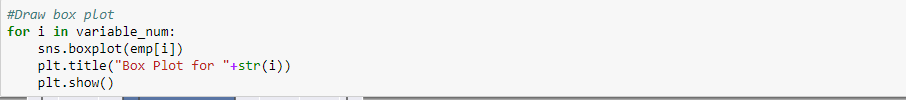 #Draw box plot
for i in variable_num:
    sns.boxplot(emp[i])
    plt.title("Box Plot for "+str(i))
    plt.show()